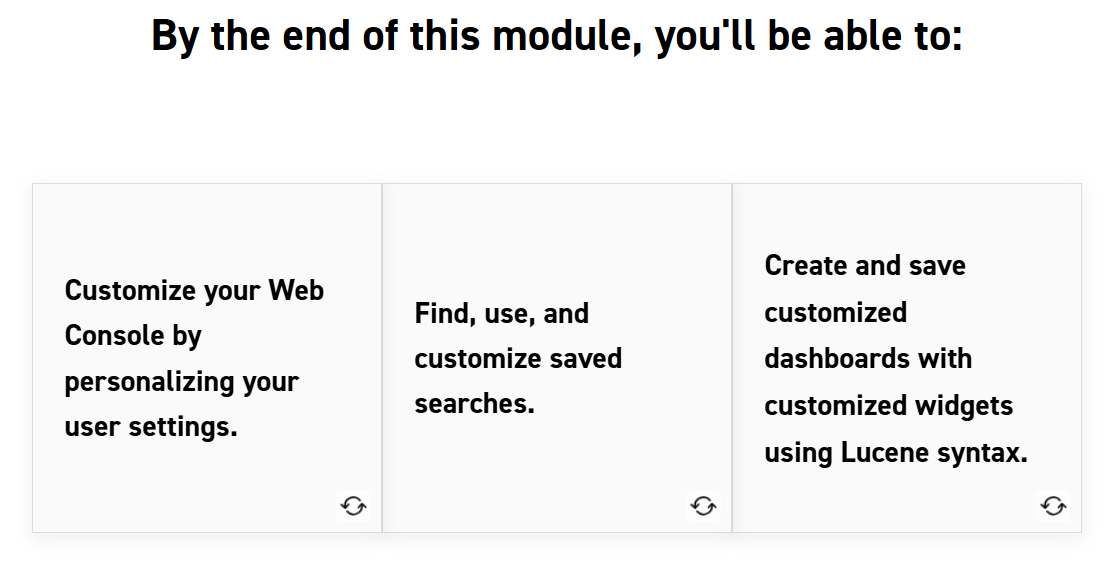 By the end of this module, you'll be able to:
Customize your Web
Console by
personalizing your
user settings.
Find, use, and
customize saved
searches.
Create and save
customized
dashboards with
customized widgets
using Lucene syntax.